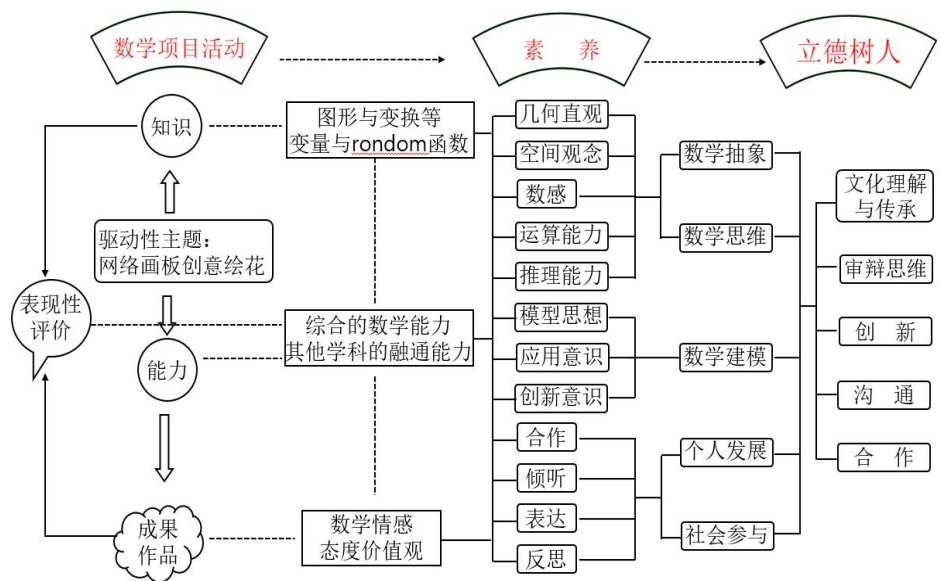 数学项目活动
素 养
立德树人
知识
图形与变换等
变量与rondom函数
驱动性主题：
网络画板创意绘花
表现性
评价
能力
综合的数学能力
其他学科的融通能力
成果
作品
数学情感
态度价值观
几何直观
空间观念
数感
运算能力
推理能力
模型思想
应用意识
创新意识
合作
倾听
表达
反思
数学抽象
数学思维
数学建模
个人发展
社会参与
文化理解
与传承
审辩思维
创 新
沟 通
合 作